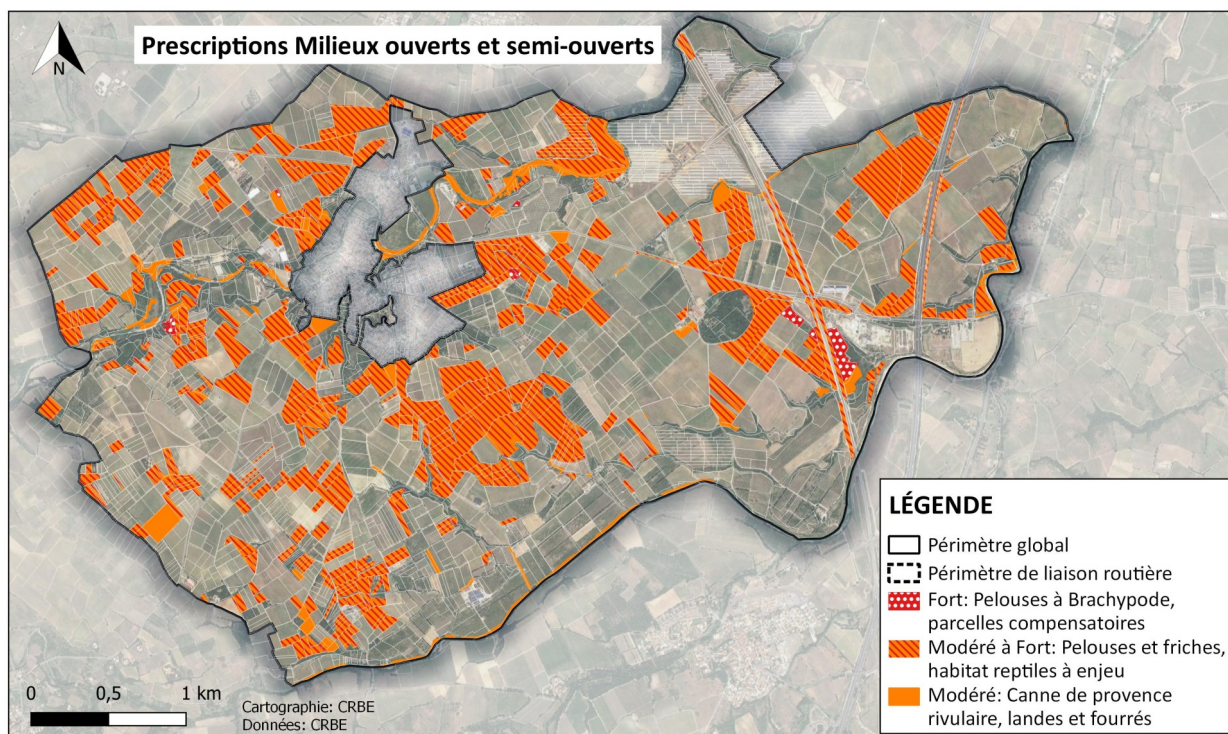 Prescriptions Milieux ouverts et semi-ouverts
N
LÉGENDE
Périmètre global
Périmètre de liaison routière
Fort: Pelouses à Brachypode,
parcelles compensatoires
Modéré à Fort: Pelouses et friches,
habitat reptiles à enjeu
Modéré: Canne de provence
rivulaire, landes et fourrés
0 0,5 1 km
Cartographie: CRBE
Données: CRBE